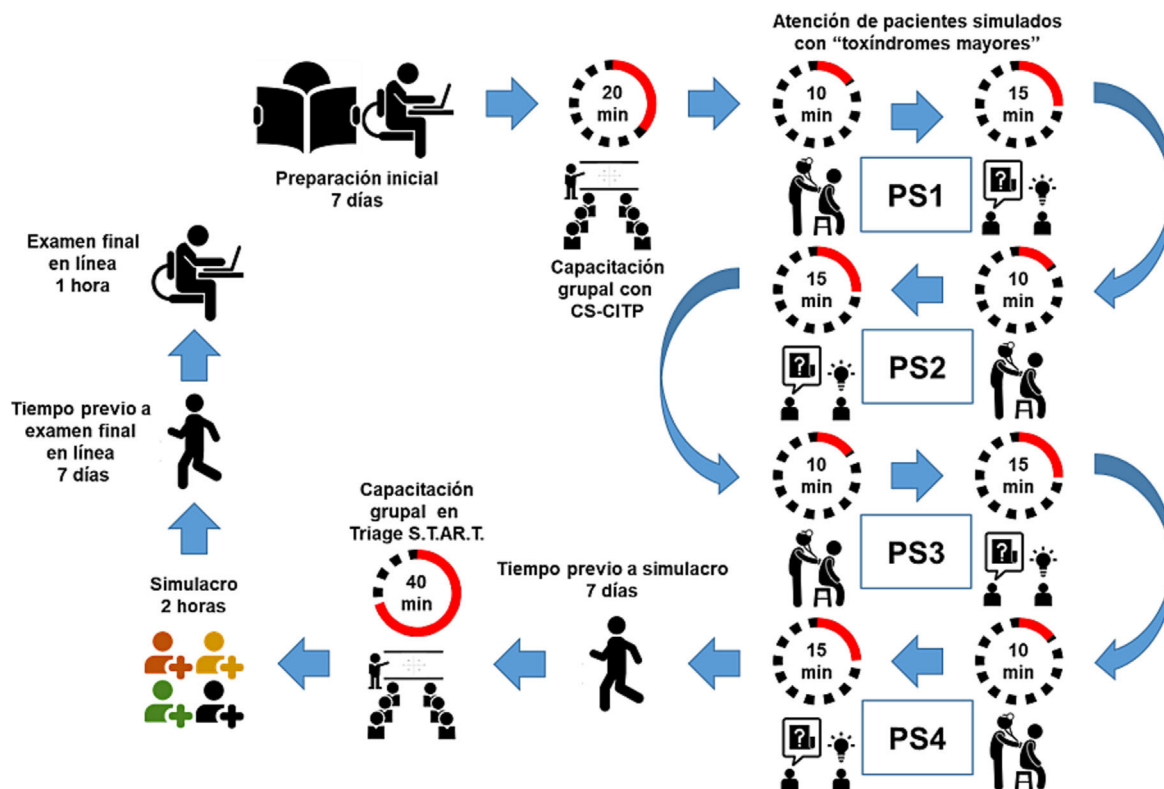 Preparación inicial
7 días
20
min
Capacitación
grupal con
CS-CITP
Atención de pacientes simulados
con “toxíndromes mayores”
10
min
15
min
PS1
?
15
min
10
min
PS2
?
10
min
15
min
PS3
?
15
min
10
min
PS4
?
Tiempo previo a simulacro
7 días
Capacitación
grupal en
Triage S.T.AR.T.
40
min
Simulacro
2 horas
Tiempo previo a
examen final
en línea
7 días
Examen final
en línea
1 hora